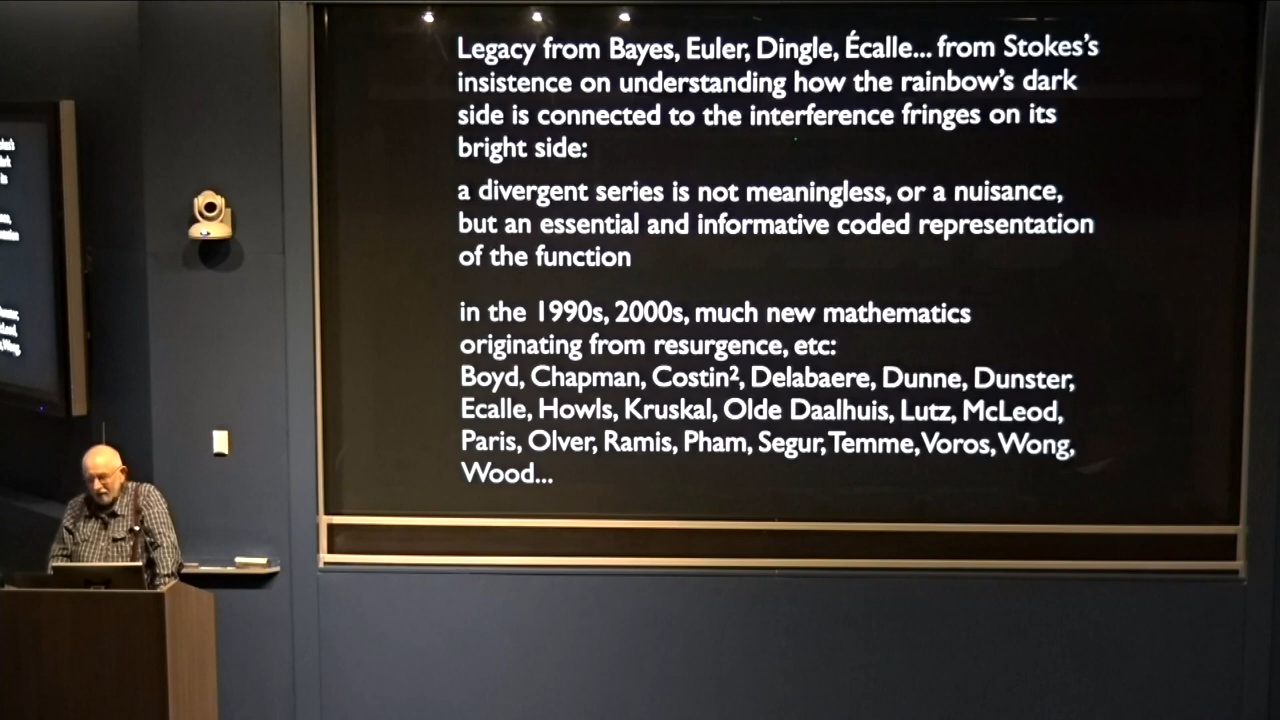 Legacy from Bayes, Euler, Dingle, Écalle... from Stokes's
insistence on understanding how the rainbow's dark
side is connected to the interference fringes on its
bright side:
a divergent series is not meaningless, or a nuisance,
but an essential and informative coded representation
of the function
in the 1990s, 2000s, much new mathematics
originating from resurgence, etc:
Boyd, Chapman, Costin², Delabaere, Dunne, Dunster,
Ecalle, Howls, Kruskal, Olde Daalhuis, Lutz, McLeod,
Paris, Olver, Ramis, Pham, Segur, Temme, Voros, Wong,
Wood...